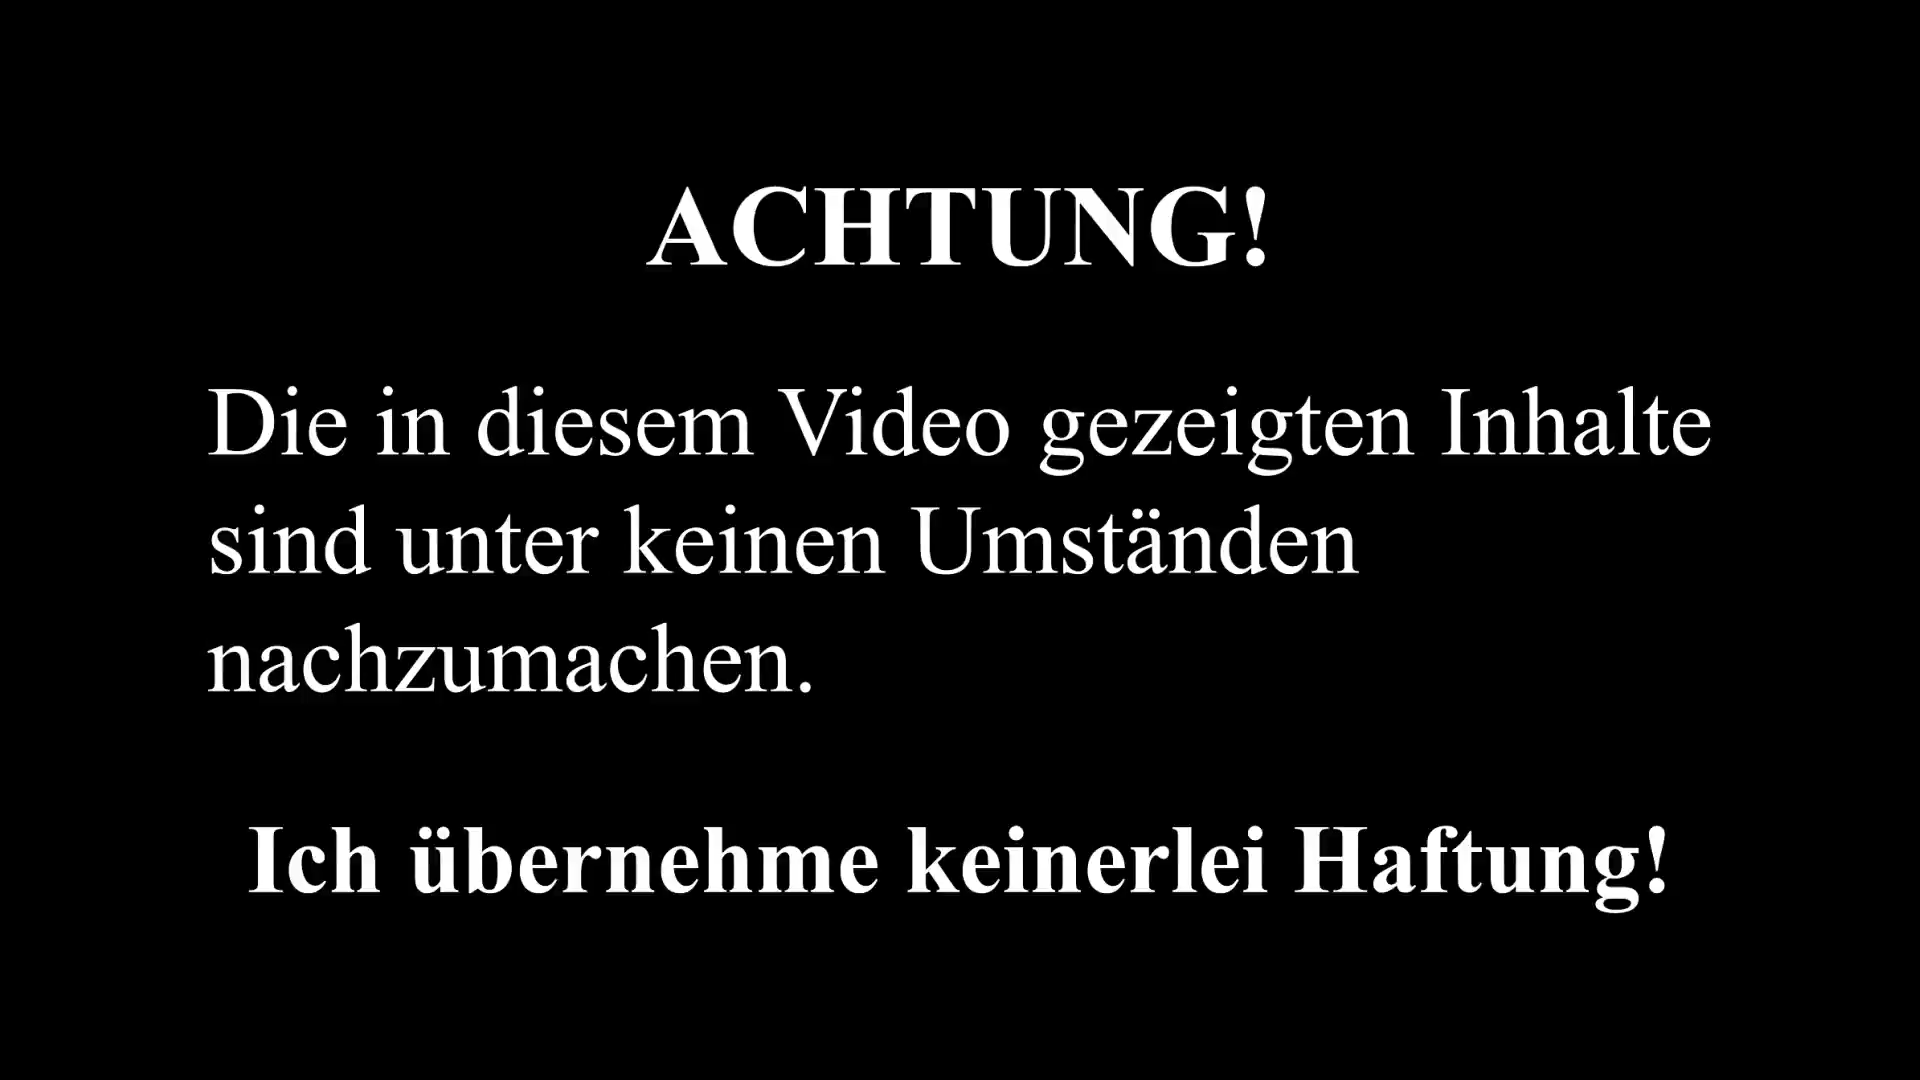 ACHTUNG!
Die in diesem Video gezeigten Inhalte
sind unter keinen Umständen
nachzumachen.
Ich übernehme keinerlei Haftung!